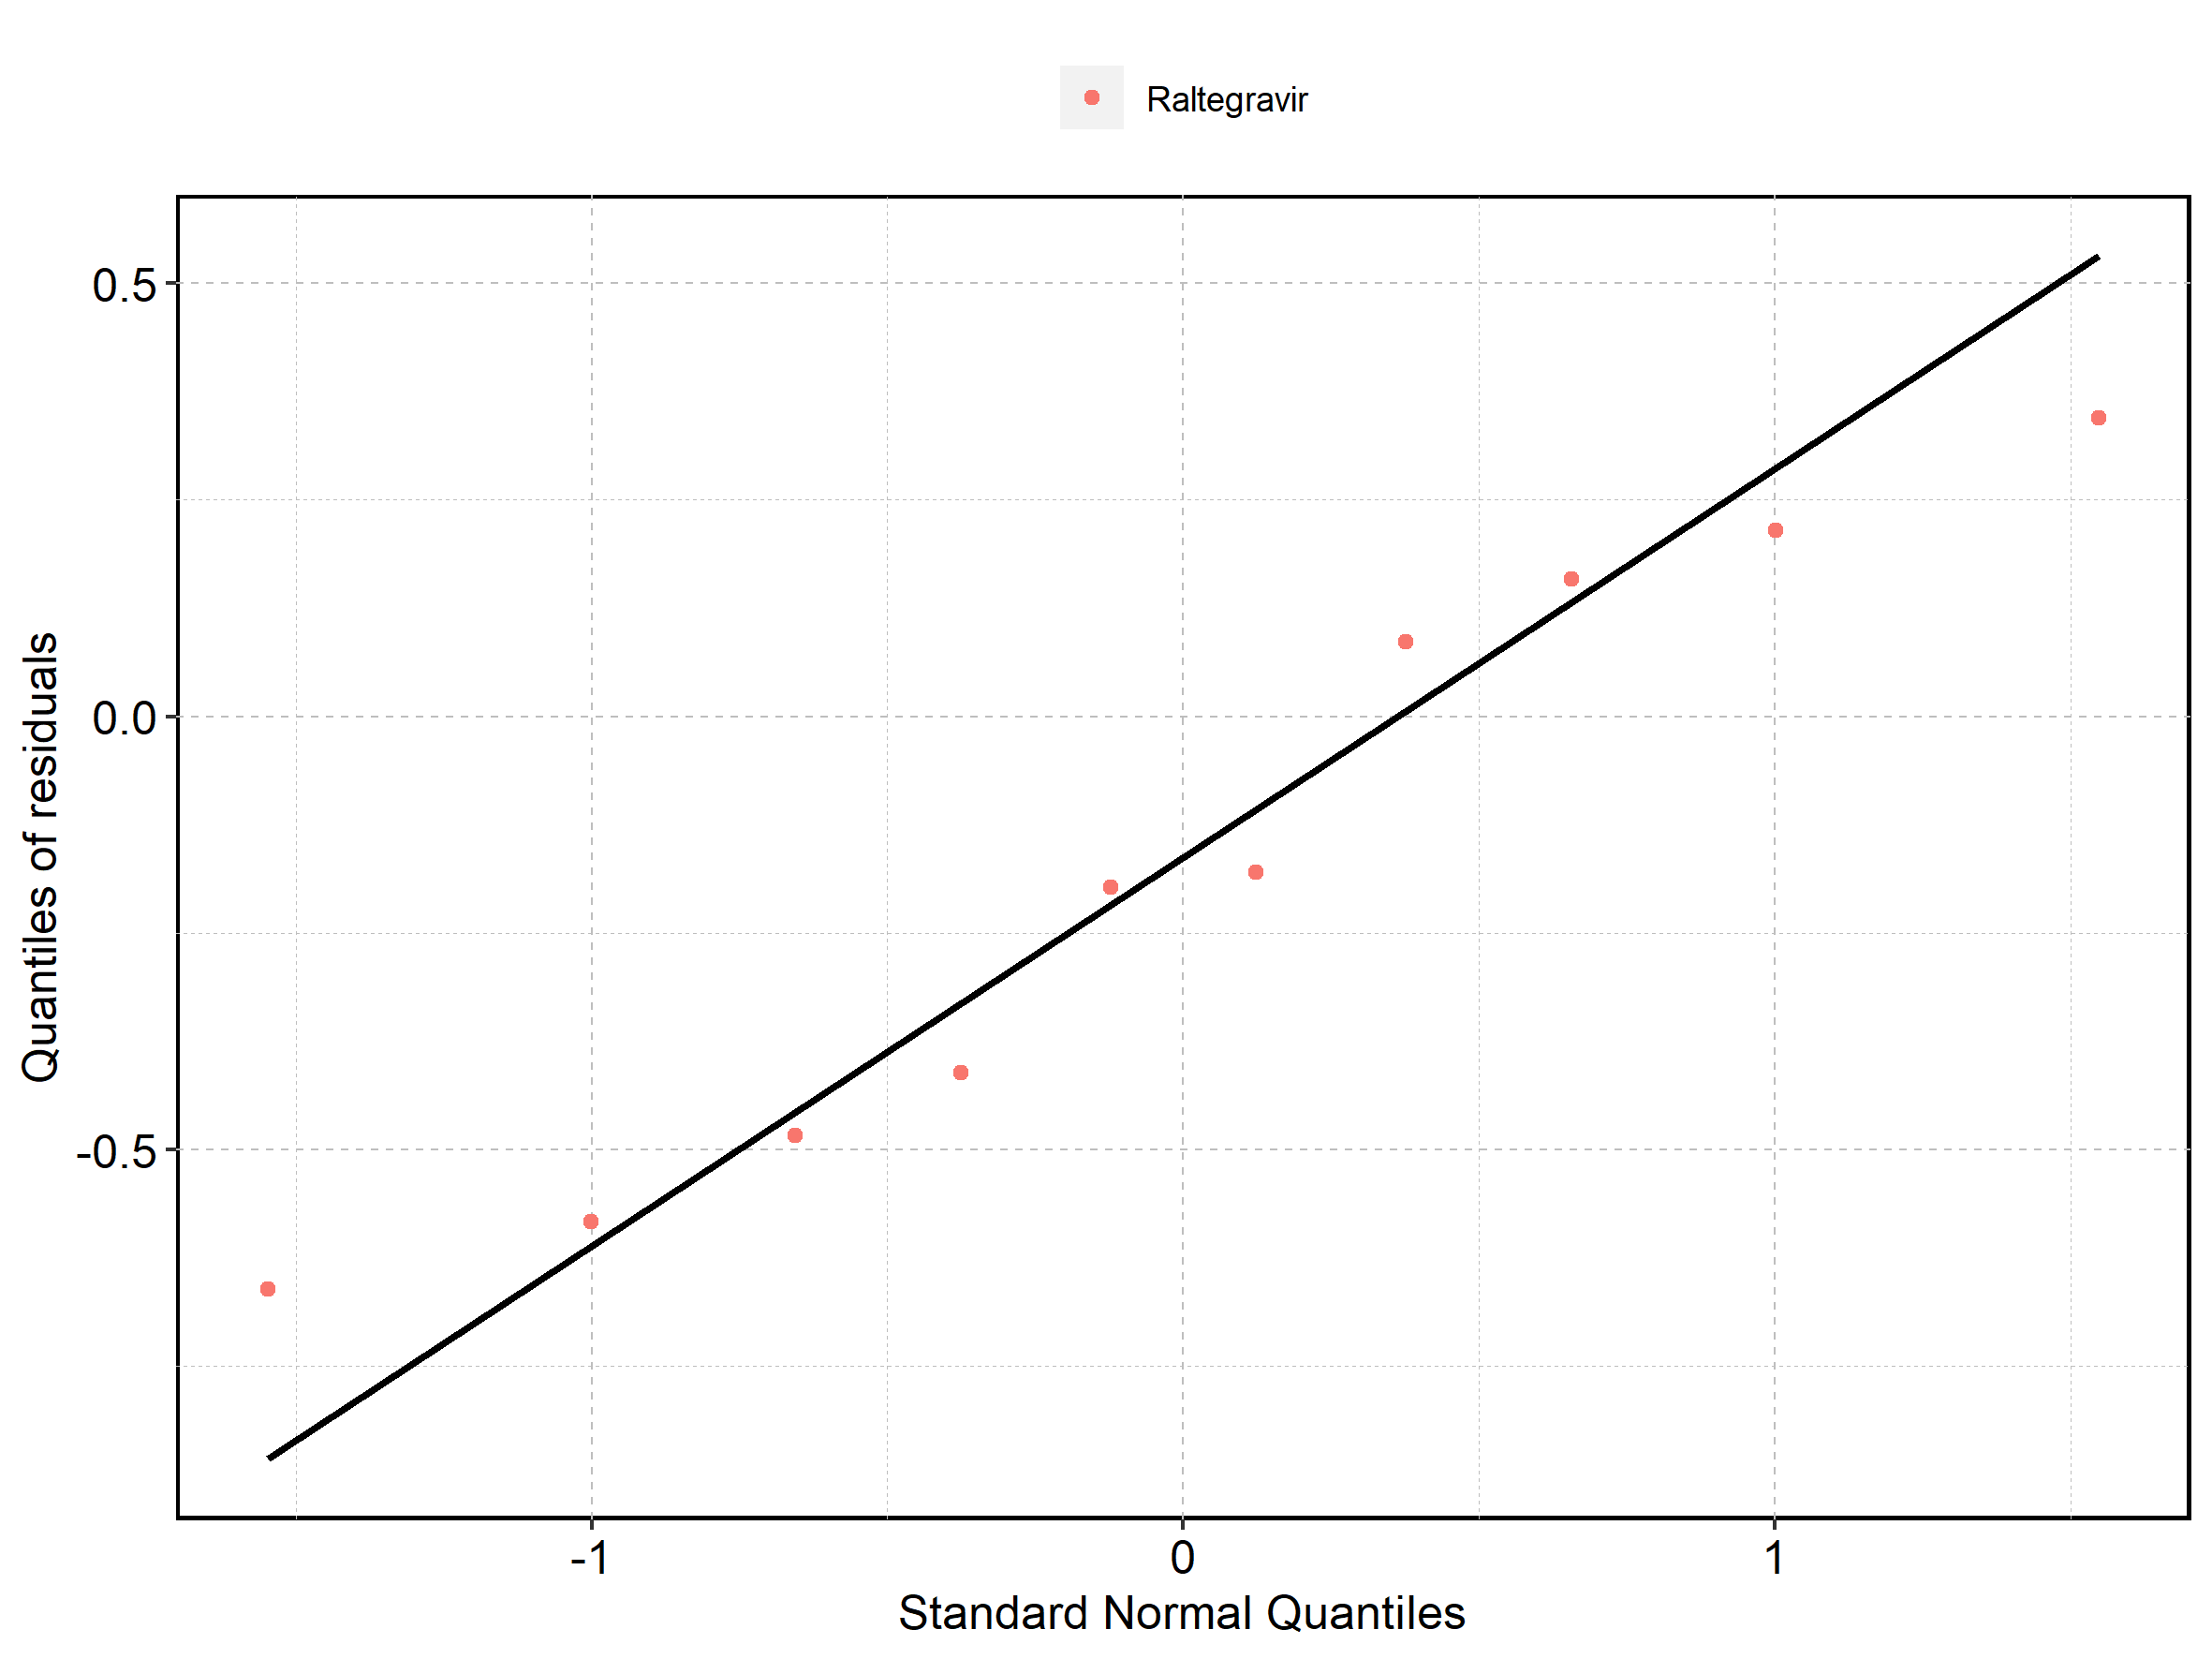 Raltegravir
0.5
0.0
-0.5
Quantiles of residuals
-1 0 1
Standard Normal Quantiles